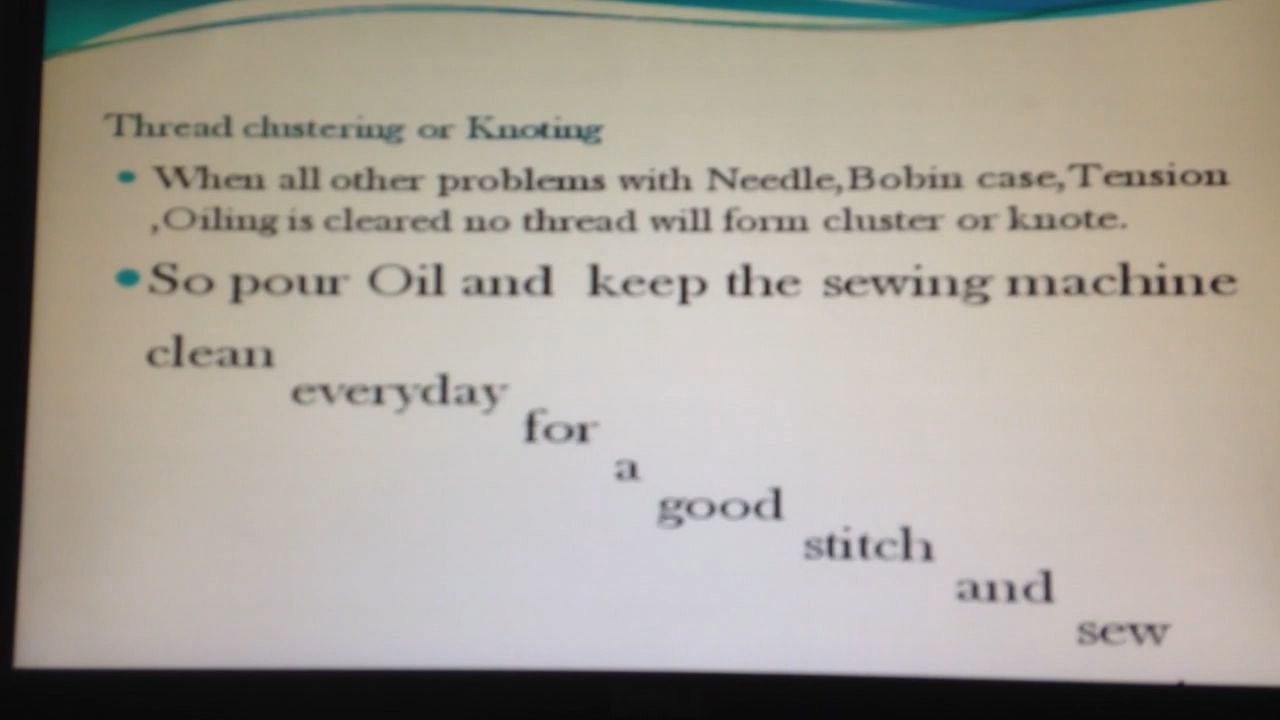 Thread clustering or Knoting
• When all other problems with Needle,Bobin case,Tension
,Oiling is cleared no thread will form cluster or knote.
• So pour Oil and keep the sewing machine
clean
everyday
for
a
good
stitch
and
sew